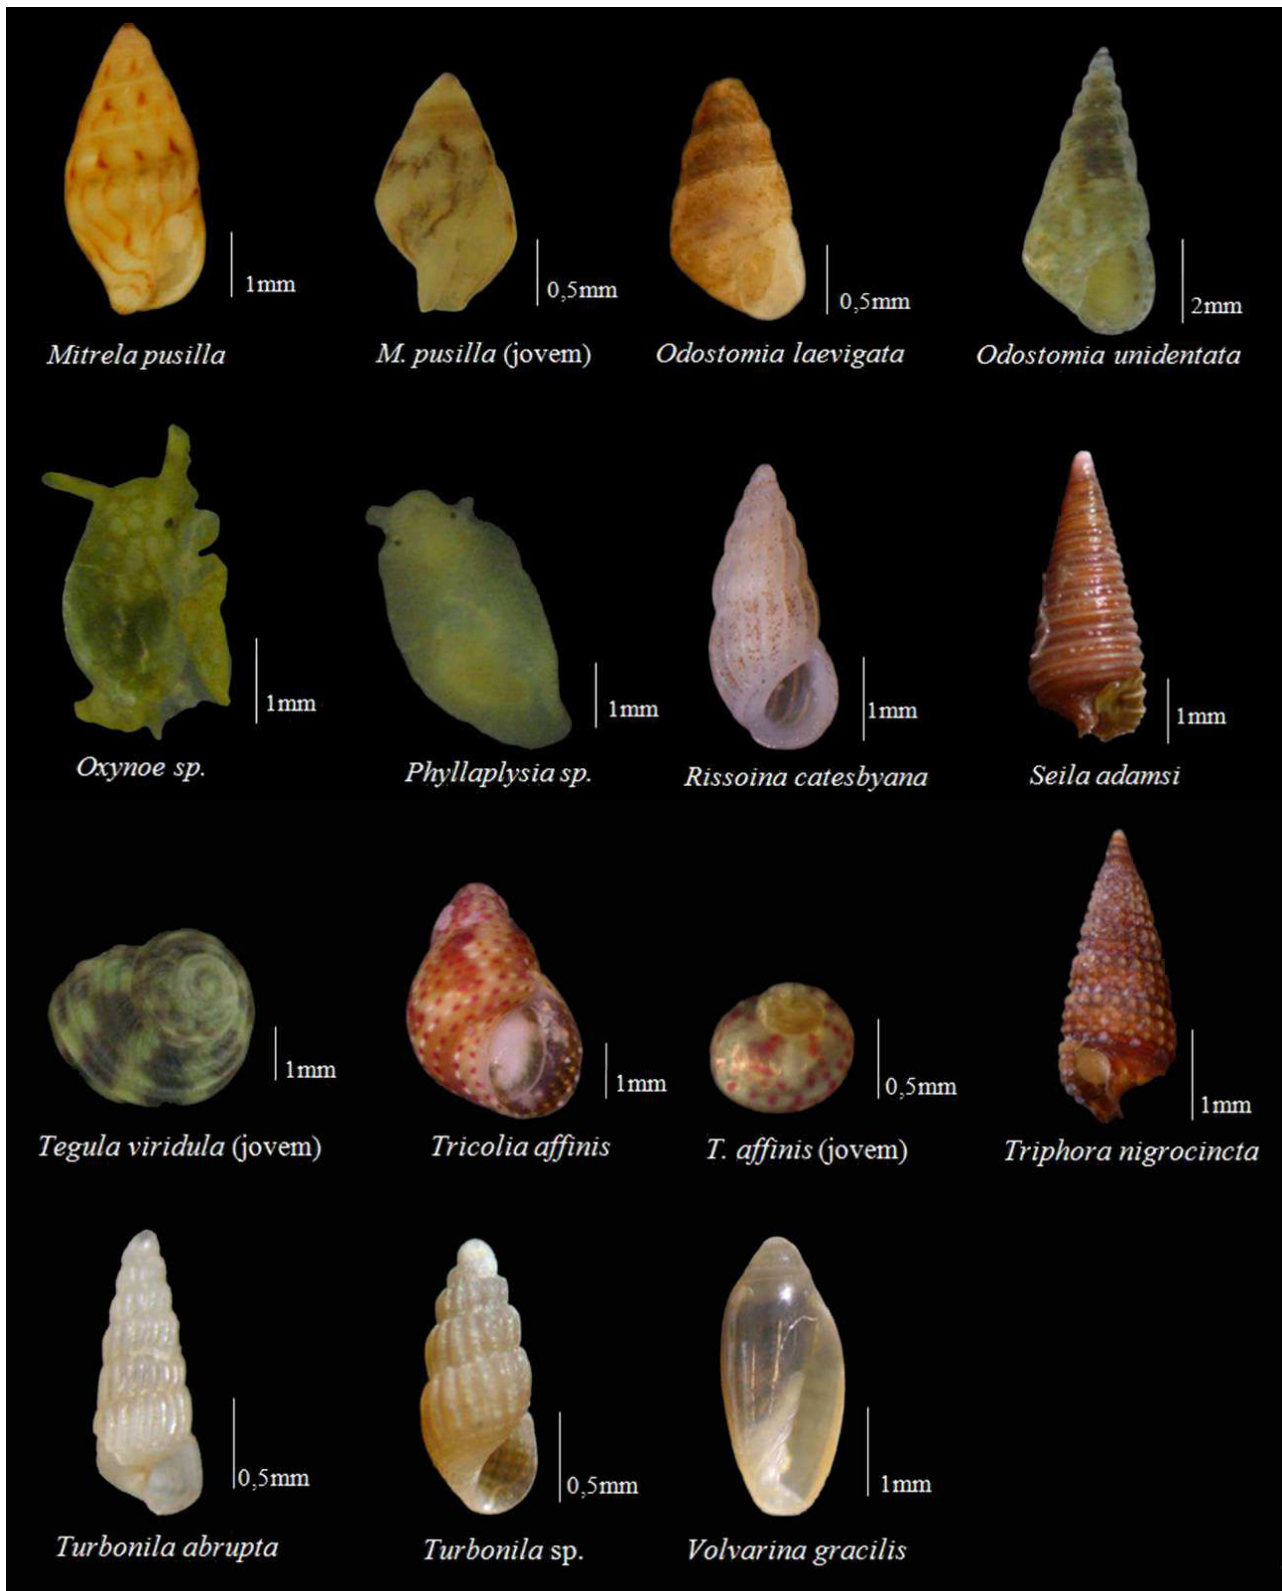 1mm
0,5mm
0,5mm
2mm
Mitrela pusilla
M. pusilla (jovem)
Odostomia laevigata
Odostomia unidentata
1mm
1mm
1mm
1mm
Oxynoe sp.
Phyllaplysia sp.
Rissoina catesbyana
Seila adamsi
1mm
1mm
0,5mm
1mm
Tegula viridula (jovem)
Tricolia affinis
T. affinis (jovem)
Triphora nigrocincta
0,5mm
0,5mm
1mm
Turbonila abrupta
Turbonila sp.
Volvarina gracilis